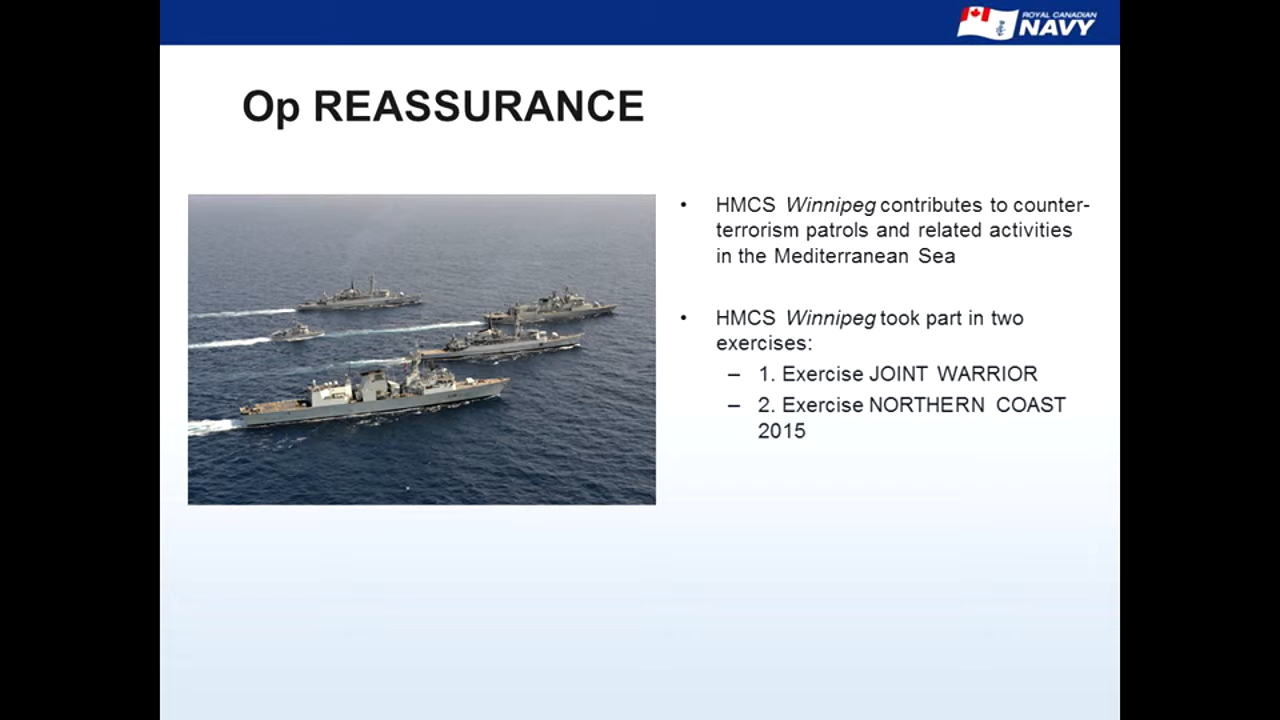 ROYAL CANADIAN
NAVY
Op REASSURANCE
• HMCS Winnipeg contributes to counter-
terrorism patrols and related activities
in the Mediterranean Sea
• HMCS Winnipeg took part in two
exercises:
– 1. Exercise JOINT WARRIOR
– 2. Exercise NORTHERN COAST
2015